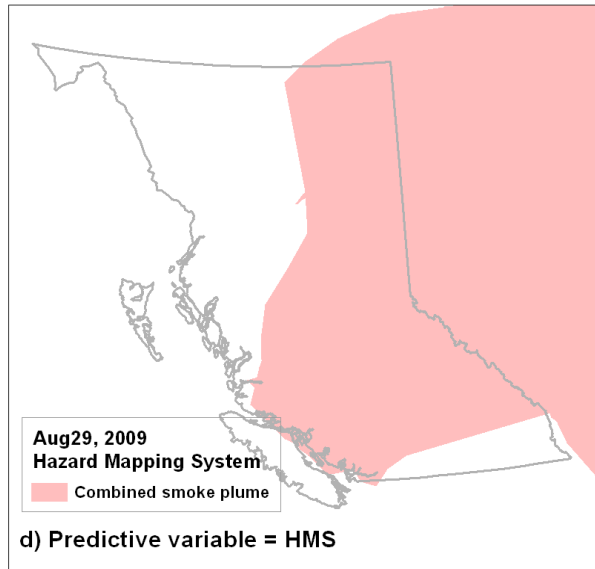 Aug29, 2009
Hazard Mapping System
Combined smoke plume
d) Predictive variable = HMS